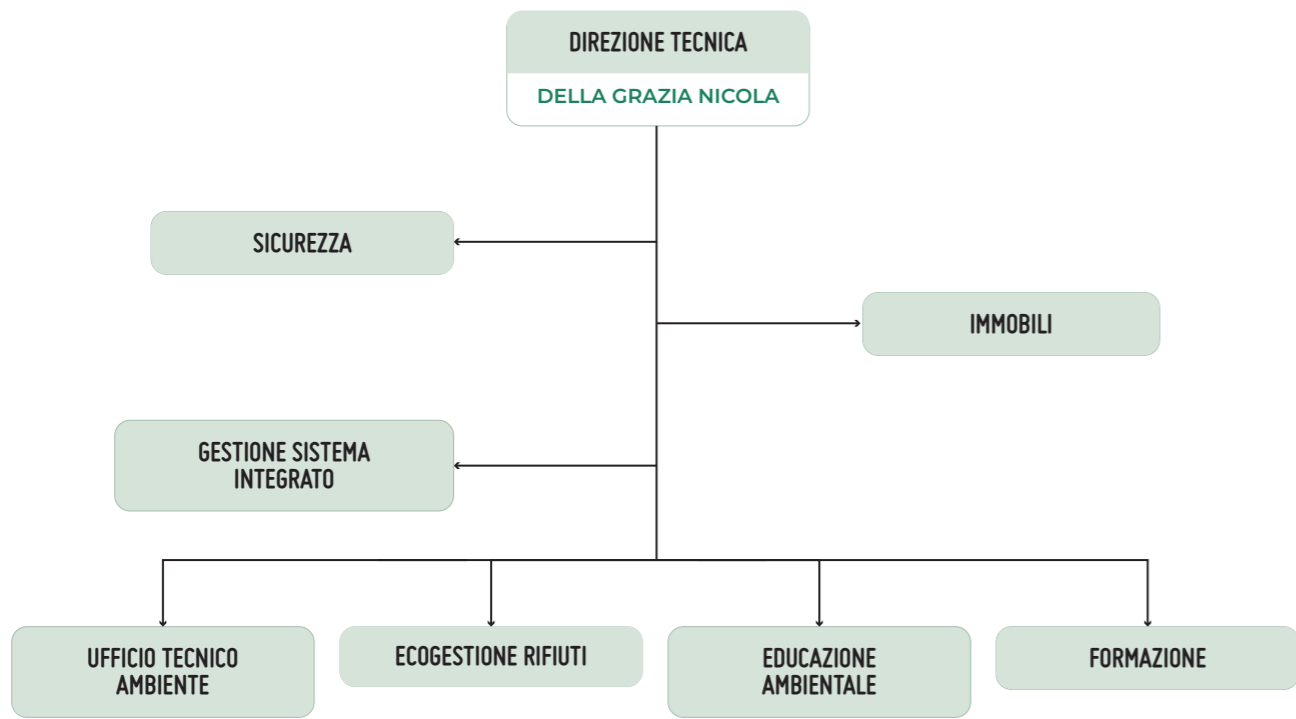 DIREZIONE TECNICA
DELLA GRAZIA NICOLA
SICUREZZA
IMMOBILI
GESTIONE SISTEMA
INTEGRATO
UFFICIO TECNICO
AMBIENTE
ECOGESTIONE RIFIUTI
EDUCAZIONE
AMBIENTALE
FORMAZIONE